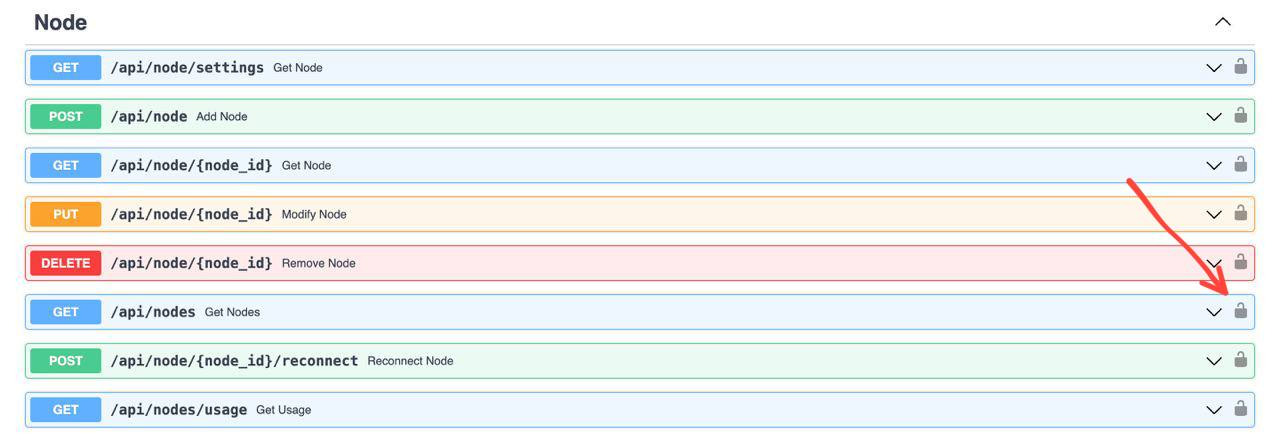 Node
GET /api/node/settings Get Node
POST /api/node Add Node
GET /api/node/{node_id} Get Node
PUT /api/node/{node_id} Modify Node
DELETE /api/node/{node_id} Remove Node
GET /api/nodes Get Nodes
POST /api/node/{node_id}/reconnect Reconnect Node
GET /api/nodes/usage Get Usage